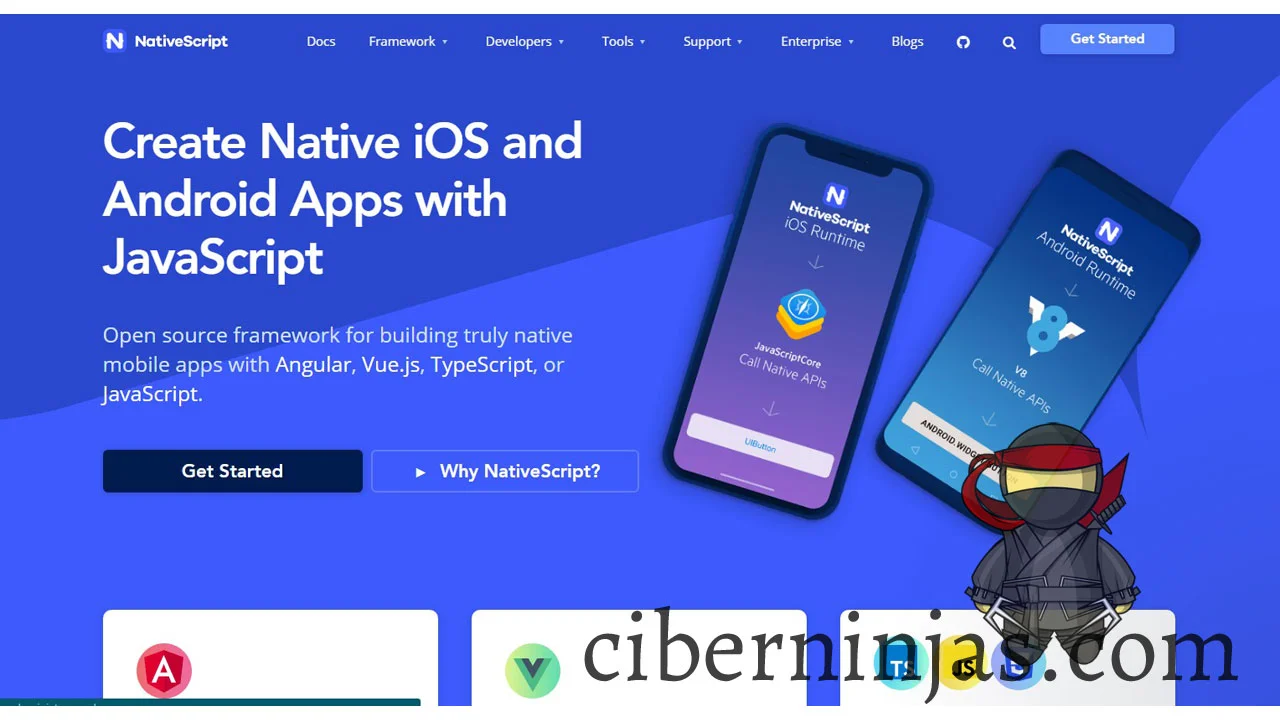 NativeScript
Docs
Framework
Developers
Tools
Support
Enterprise
Blogs
Get Started
Create Native iOS and
Android Apps with
JavaScript
Open source framework for building truly native
mobile apps with Angular, Vue.js, TypeScript, or
JavaScript.
Get Started
Why NativeScript?
NativeScript
iOS Runtime
JavaScriptCore
Call Native APIs
UIButton
NativeScript
Android Runtime
V8
Call Native APIs
TS
JS
ciberninjas.com